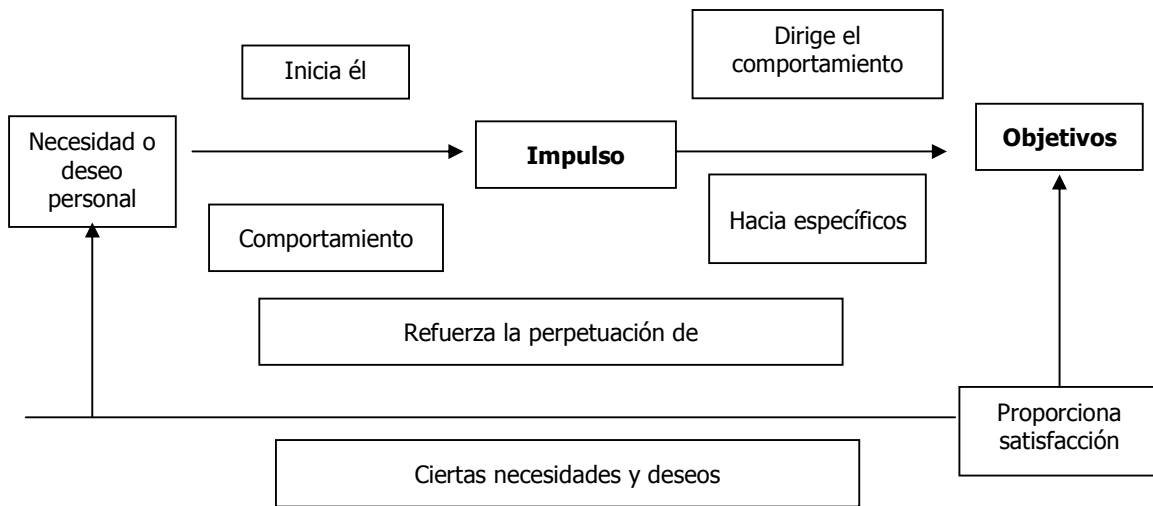 Inicia él
Dirige el
comportamiento
Necesidad o
deseo
personal
Impulso
Objetivos
Comportamiento
Hacia específicos
Refuerza la perpetuación de
Proporciona
satisfacción
Ciertas necesidades y deseos